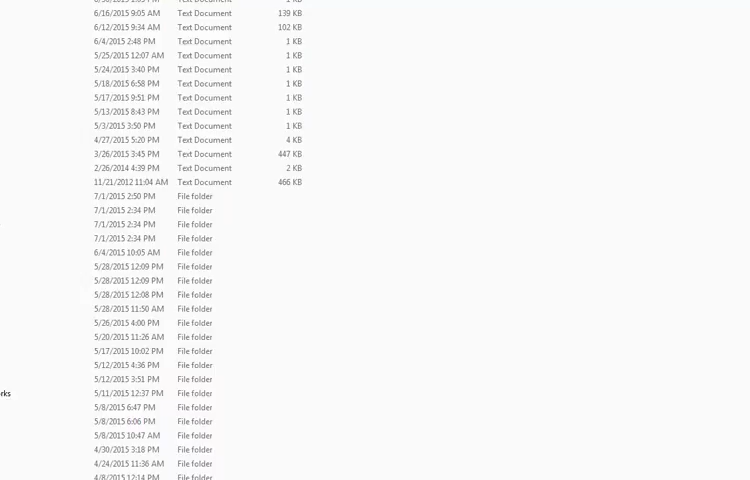 6/16/2015 9:05 AM Text Document 139 KB
6/12/2015 9:34 AM Text Document 102 KB
6/4/2015 2:48 PM Text Document 1 KB
5/25/2015 12:07 AM Text Document 1 KB
5/24/2015 3:40 PM Text Document 1 KB
5/18/2015 6:58 PM Text Document 1 KB
5/17/2015 9:51 PM Text Document 1 KB
5/13/2015 8:43 PM Text Document 1 KB
5/3/2015 3:50 PM Text Document 1 KB
4/27/2015 5:20 PM Text Document 4 KB
3/26/2015 3:45 PM Text Document 447 KB
2/26/2014 4:39 PM Text Document 2 KB
11/21/2012 11:04 AM Text Document 466 KB
7/1/2015 2:50 PM File folder
7/1/2015 2:34 PM File folder
7/1/2015 2:34 PM File folder
7/1/2015 2:34 PM File folder
6/4/2015 10:05 AM File folder
5/28/2015 12:09 PM File folder
5/28/2015 12:09 PM File folder
5/28/2015 12:08 PM File folder
5/28/2015 11:50 AM File folder
5/26/2015 4:00 PM File folder
5/20/2015 11:26 AM File folder
5/17/2015 10:02 PM File folder
5/12/2015 4:36 PM File folder
5/12/2015 3:51 PM File folder
rks 5/11/2015 12:37 PM File folder
5/8/2015 6:47 PM File folder
5/8/2015 6:06 PM File folder
5/8/2015 10:47 AM File folder
4/30/2015 3:18 PM File folder
4/24/2015 11:36 AM File folder
4/8/2015 12:14 PM File folder